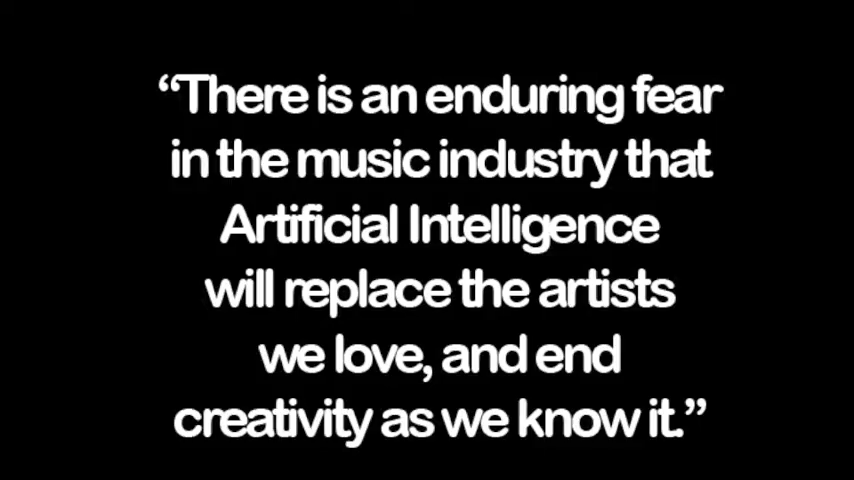 “There is an enduring fear
in the music industry that
Artificial Intelligence
will replace the artists
we love, and end
creativity as we know it.”